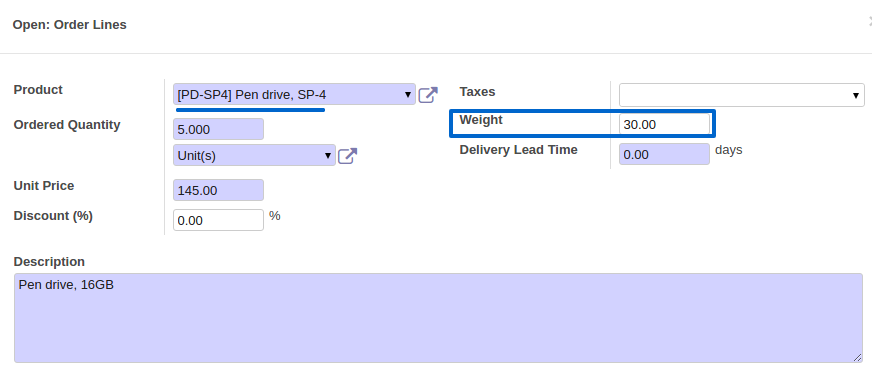 Open: Order Lines
Product
[PD-SP4] Pen drive, SP-4
Ordered Quantity
5.000
Unit(s)
Unit Price
145.00
Discount (%)
0.00 %
Taxes
Weight
30.00
Delivery Lead Time
0.00 days
Description
Pen drive, 16GB